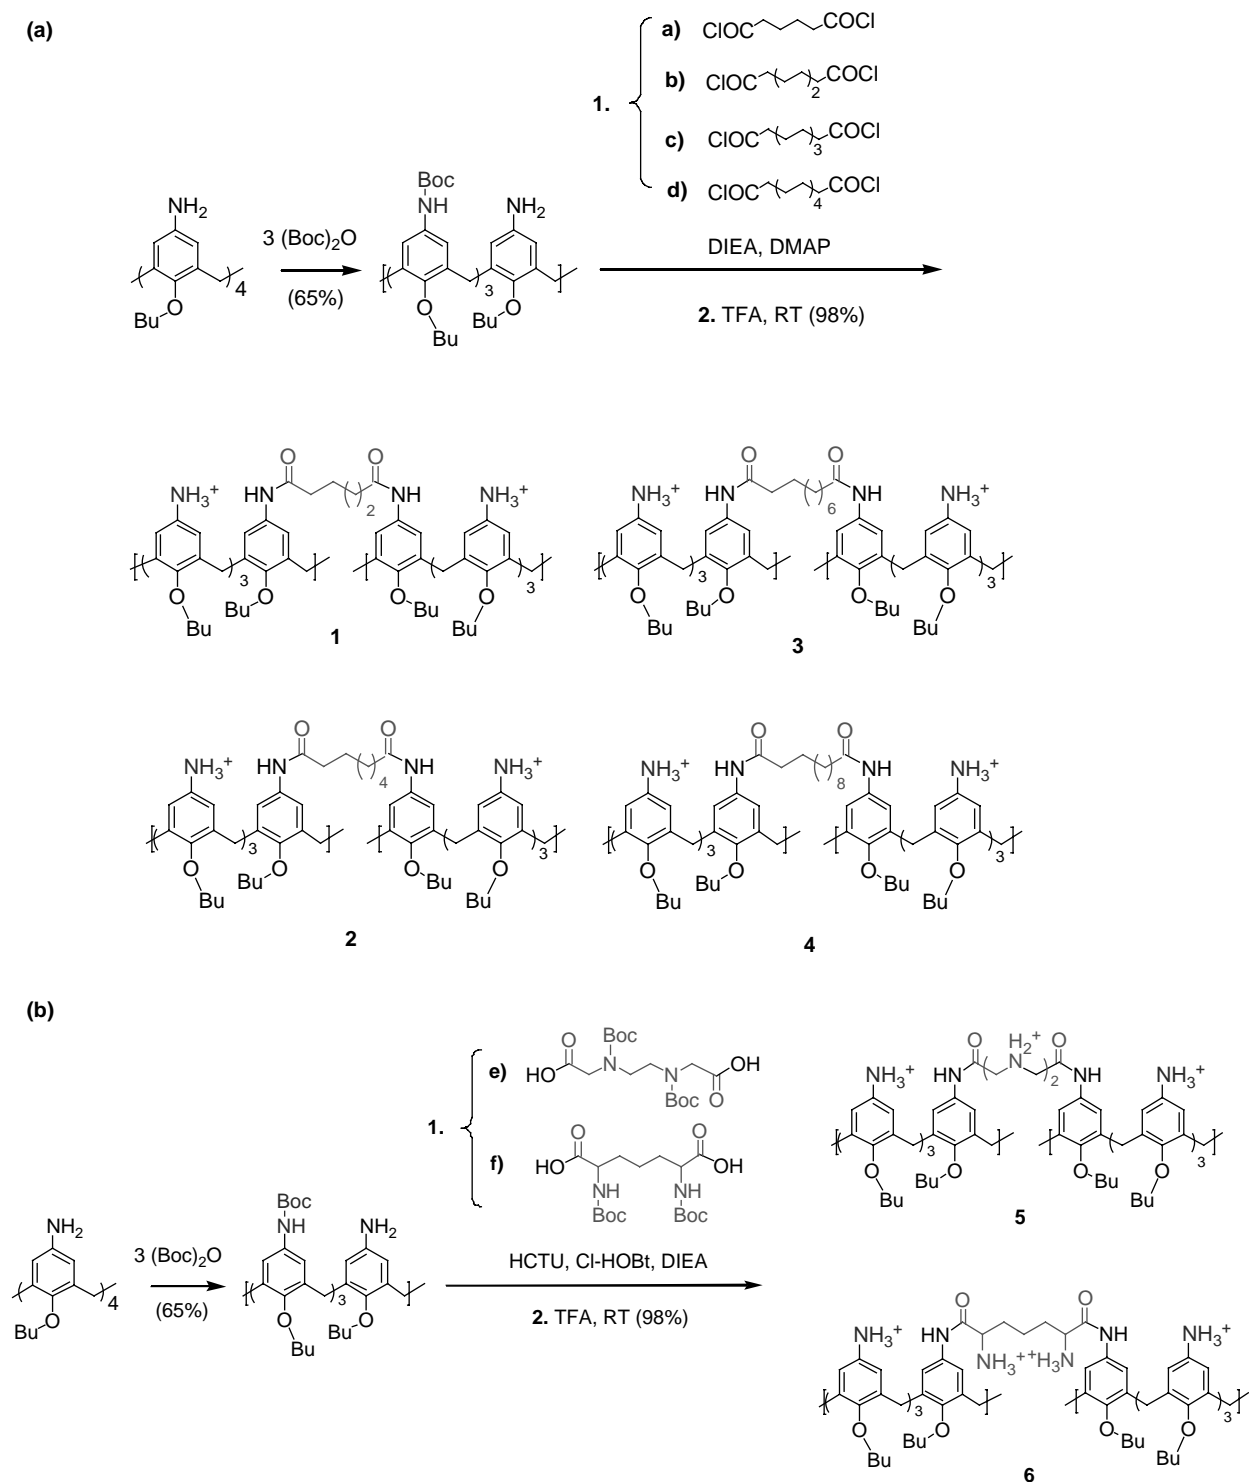 (a)
1.
a) ClOC COCl
b) ClOC ( ) 2 COCl
c) ClOC ( ) 3 COCl
d) ClOC ( ) 4 COCl
NH2
( ) 4
O
Bu
3 (Boc)2O
(65%)
Boc
NH NH2
[( ) 3 ]
O O
Bu Bu
DIEA, DMAP
2. TFA, RT (98%)
O O
NH3+ HN ( ) 2 NH NH3+
[( ) 3 ] [ ( ) 3 ]
O O O O
Bu Bu Bu Bu
1
O O
NH3+ HN ( ) 6 NH NH3+
[( ) 3 ] [ ( ) 3 ]
O O O O
Bu Bu Bu Bu
3
O O
NH3+ HN ( ) 4 NH NH3+
[( ) 3 ] [ ( ) 3 ]
O O O O
Bu Bu Bu Bu
2
O O
NH3+ HN ( ) 8 NH NH3+
[( ) 3 ] [ ( ) 3 ]
O O O O
Bu Bu Bu Bu
4
(b)
1.
e) HO O Boc N N Boc O OH
f) HO O NH Boc NH Boc O OH
NH2
( ) 4
O
Bu
3 (Boc)2O
(65%)
Boc
NH NH2
[( ) 3 ]
O O
Bu Bu
HCTU, Cl-HOBt, DIEA
2. TFA, RT (98%)
O H2+ O
NH3+ HN ( N ) 2 NH NH3+
[( ) 3 ] [ ( ) 3 ]
O O O O
Bu Bu Bu Bu
5
O O
NH3+ HN NH NH3+
NH3+ +H3N
[( ) 3 ] [ ( ) 3 ]
O O O O
Bu Bu Bu Bu
6